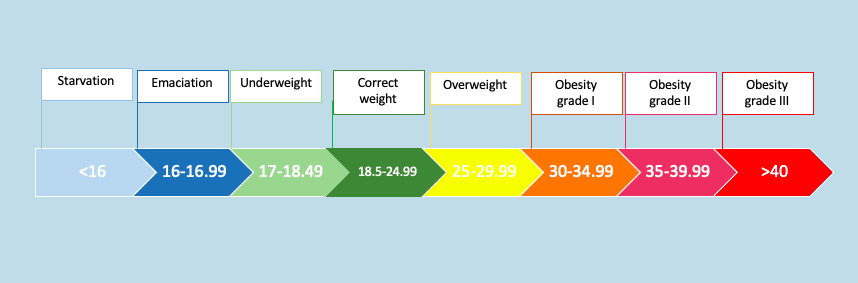 Starvation
Emaciation
Underweight
Correct
weight
Overweight
Obesity
grade I
Obesity
grade II
Obesity
grade III
<16
16-16.99
17-18.49
18.5-24.99
25-29.99
30-34.99
35-39.99
>40